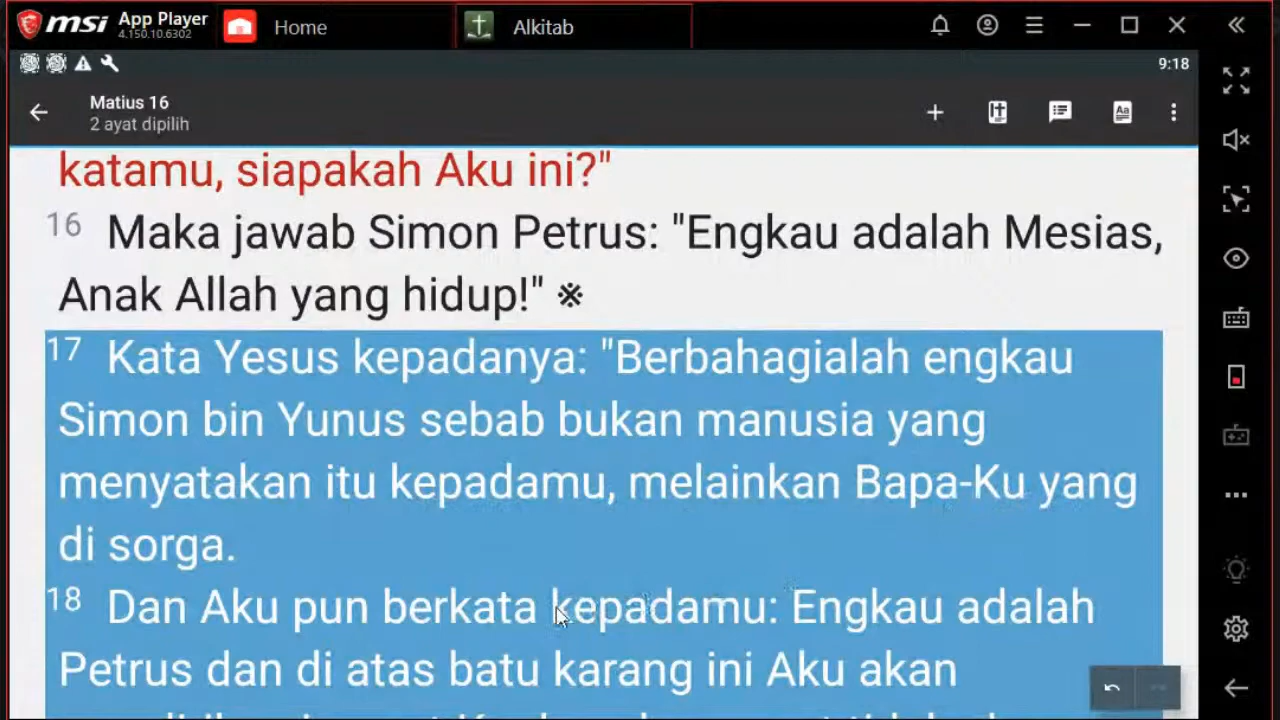 msi App Player
4.150.10.6302
Home
Alkitab
9:18
Matius 16
2 ayat dipilih
katamu, siapakah Aku ini?"
16 Maka jawab Simon Petrus: "Engkau adalah Mesias,
Anak Allah yang hidup!" ※
17 Kata Yesus kepadanya: "Berbahagialah engkau
Simon bin Yunus sebab bukan manusia yang
menyatakan itu kepadamu, melainkan Bapa-Ku yang
di sorga.
18 Dan Aku pun berkata kepadamu: Engkau adalah
Petrus dan di atas batu karang ini Aku akan